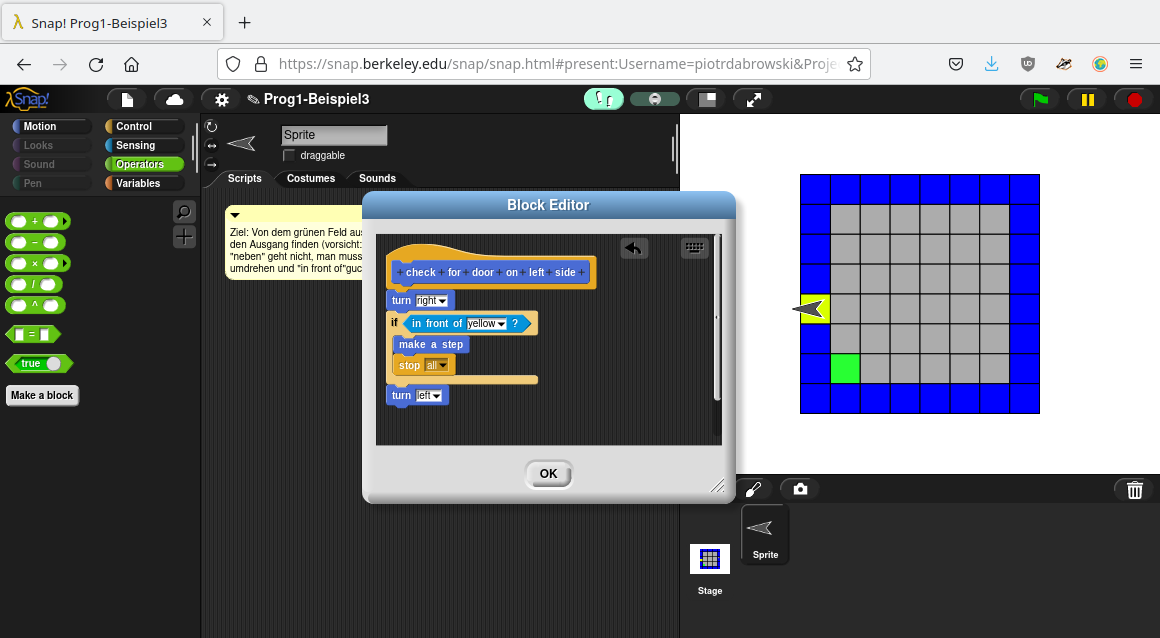 Snap! Prog1-Beispiel3
https://snap.berkeley.edu/snap/snap.html#present:Username=piotrdabrowski&Proje
Snap!
Prog1-Beispiel3
Motion
Control
Looks
Sensing
Sound
Operators
Pen
Variables
+
−
×
/
^
=
true
Make a block
Sprite
draggable
Scripts
Costumes
Sounds
Ziel: Von dem grünen Feld aus
den Ausgang finden (vorsicht:
"neben" geht nicht, man muss
umdrehen und "in front of"guc
Block Editor
+ check + for + door + on + left + side +
turn right
if in front of yellow ?
make a step
stop all
turn left
OK
Sprite
Stage